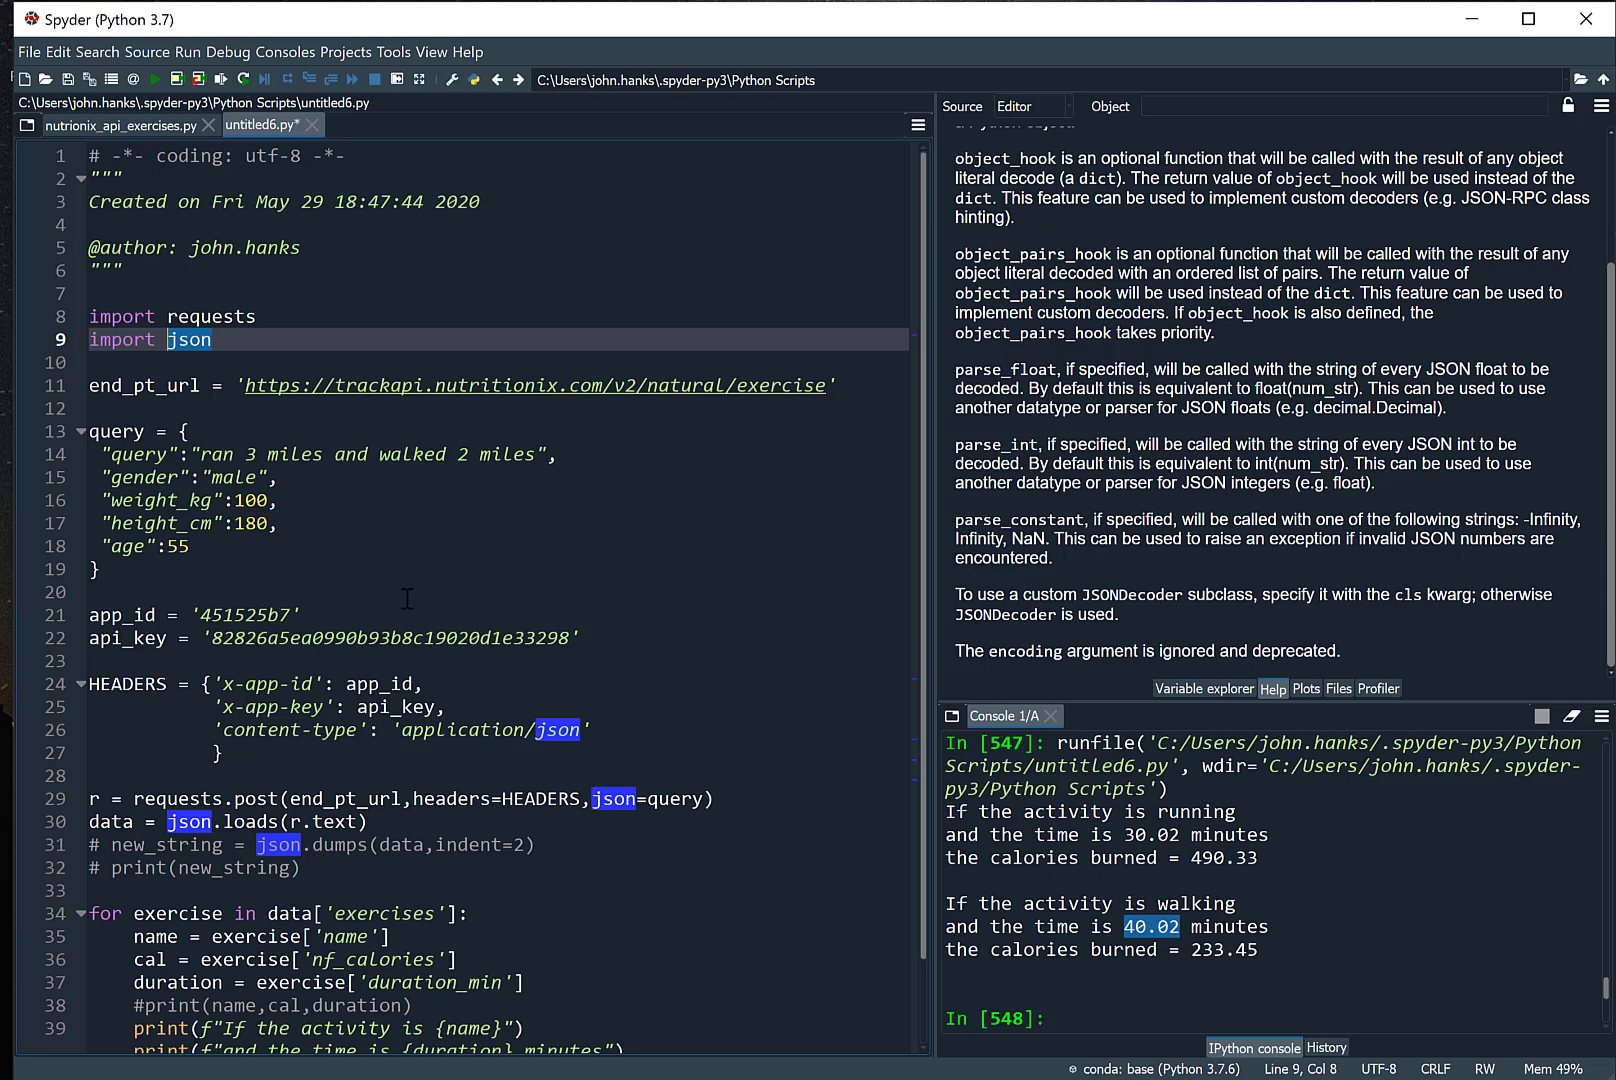 Spyder (Python 3.7)
File Edit Search Source Run Debug Consoles Projects Tools View Help
C:\Users\john.hanks\.spyder-py3\Python Scripts
C:\Users\john.hanks\.spyder-py3\Python Scripts\untitled6.py
nutrionix_api_exercises.py
untitled6.py*
1 # -*- coding: utf-8 -*-
2 """
3 Created on Fri May 29 18:47:44 2020
4
5 @author: john.hanks
6 """
7
8 import requests
9 import json
10
11 end_pt_url = 'https://trackapi.nutritionix.com/v2/natural/exercise'
12
13 query = {
14 "query":"ran 3 miles and walked 2 miles",
15 "gender":"male",
16 "weight_kg":100,
17 "height_cm":180,
18 "age":55
19 }
20
21 app_id = '451525b7'
22 api_key = '82826a5ea0990b93b8c19020d1e33298'
23
24 HEADERS = {'x-app-id': app_id,
25 'x-app-key': api_key,
26 'content-type': 'application/json'
27 }
28
29 r = requests.post(end_pt_url,headers=HEADERS,json=query)
30 data = json.loads(r.text)
31 # new_string = json.dumps(data,indent=2)
32 # print(new_string)
33
34 for exercise in data['exercises']:
35 name = exercise['name']
36 cal = exercise['nf_calories']
37 duration = exercise['duration_min']
38 #print(name,cal,duration)
39 print(f"If the activity is {name}")
print(f"and the time is {duration} minutes")
Source Editor Object
object_hook is an optional function that will be called with the result of any object
literal decode (a dict). The return value of object_hook will be used instead of the
dict. This feature can be used to implement custom decoders (e.g. JSON-RPC class
hinting).
object_pairs_hook is an optional function that will be called with the result of any
object literal decoded with an ordered list of pairs. The return value of
object_pairs_hook will be used instead of the dict. This feature can be used to
implement custom decoders. If object_hook is also defined, the
object_pairs_hook takes priority.
parse_float, if specified, will be called with the string of every JSON float to be
decoded. By default this is equivalent to float(num_str). This can be used to use
another datatype or parser for JSON floats (e.g. decimal.Decimal).
parse_int, if specified, will be called with the string of every JSON int to be
decoded. By default this is equivalent to int(num_str). This can be used to use
another datatype or parser for JSON integers (e.g. float).
parse_constant, if specified, will be called with one of the following strings: -Infinity,
Infinity, NaN. This can be used to raise an exception if invalid JSON numbers are
encountered.
To use a custom JSONDecoder subclass, specify it with the cls kwarg; otherwise
JSONDecoder is used.
The encoding argument is ignored and deprecated.
Variable explorer Help Plots Files Profiler
Console 1/A
In [547]: runfile('C:/Users/john.hanks/.spyder-py3/Python
Scripts/untitled6.py', wdir='C:/Users/john.hanks/.spyder-
py3/Python Scripts')
If the activity is running
and the time is 30.02 minutes
the calories burned = 490.33
If the activity is walking
and the time is 40.02 minutes
the calories burned = 233.45
In [548]:
IPython console History
conda: base (Python 3.7.6) Line 9, Col 8 UTF-8 CRLF RW Mem 49%